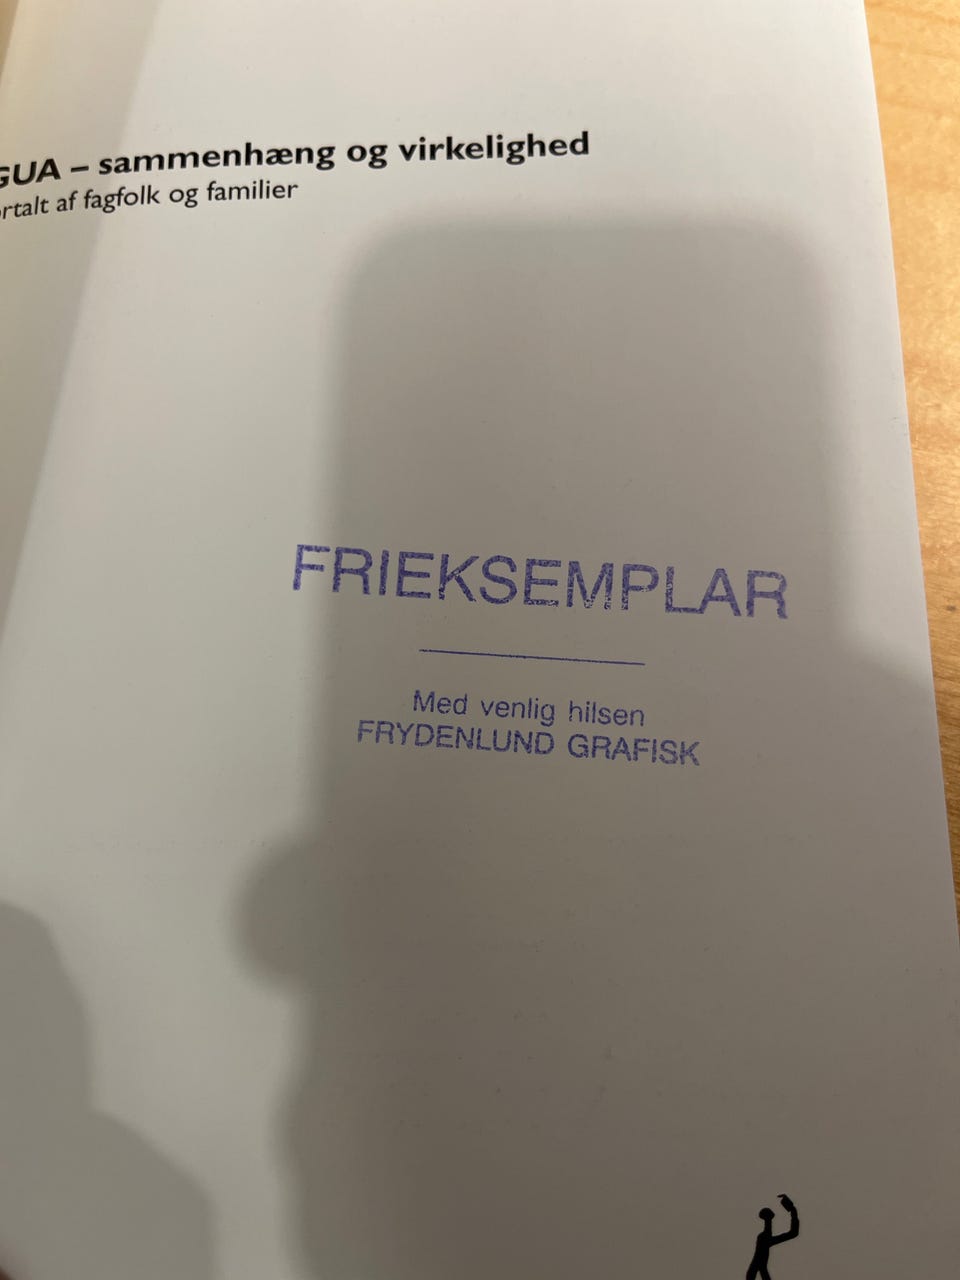 GUA – sammenhæng og virkelighed
rtalt af fagfolk og familier
FRIEKSEMPLAR
Med venlig hilsen
FRYDENLUND GRAFISK